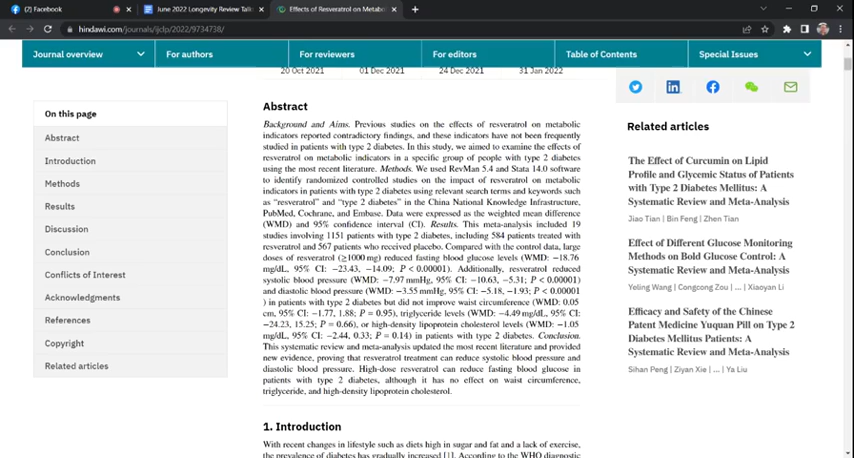 Facebook
June 2022 Longevity Review Talk
Effects of Resveratrol on Metabo
hindawi.com/journals/ijclp/2022/9734738/
Journal overview
For authors
For reviewers
For editors
Table of Contents
Special Issues
20 Oct 2021 01 Dec 2021 24 Dec 2021 31 Jan 2022
On this page
Abstract
Introduction
Methods
Results
Discussion
Conclusion
Conflicts of Interest
Acknowledgments
References
Copyright
Related articles
Abstract
Background and Aims. Previous studies on the effects of resveratrol on metabolic
indicators reported contradictory findings, and these indicators have not been frequently
studied in patients with type 2 diabetes. In this study, we aimed to examine the effects of
resveratrol on metabolic indicators in a specific group of people with type 2 diabetes
using the most recent literature. Methods. We used RevMan 5.4 and Stata 14.0 software
to identify randomized controlled studies on the impact of resveratrol on metabolic
indicators in patients with type 2 diabetes using relevant search terms and keywords such
as “resveratrol” and “type 2 diabetes” in the China National Knowledge Infrastructure,
PubMed, Cochrane, and Embase. Data were expressed as the weighted mean difference
(WMD) and 95% confidence interval (CI). Results. This meta-analysis included 19
studies involving 1151 patients with type 2 diabetes, including 584 patients treated with
resveratrol and 567 patients who received placebo. Compared with the control data, large
doses of resveratrol (≥1000 mg) reduced fasting blood glucose levels (WMD: −18.76
mg/dL, 95% CI: −23.43, −14.09; P < 0.00001). Additionally, resveratrol reduced
systolic blood pressure (WMD: −7.97 mmHg, 95% CI: −10.63, −5.31; P < 0.00001)
and diastolic blood pressure (WMD: −3.55 mmHg, 95% CI: −5.18, −1.93; P < 0.00001
) in patients with type 2 diabetes but did not improve waist circumference (WMD: 0.05
cm, 95% CI: −1.77, 1.88; P = 0.95), triglyceride levels (WMD: −4.49 mg/dL, 95% CI:
−24.23, 15.25; P = 0.66), or high-density lipoprotein cholesterol levels (WMD: −1.05
mg/dL, 95% CI: −2.44, 0.33; P = 0.14) in patients with type 2 diabetes. Conclusion.
This systematic review and meta-analysis updated the most recent literature and provided
new evidence, proving that resveratrol treatment can reduce systolic blood pressure and
diastolic blood pressure. High-dose resveratrol can reduce fasting blood glucose in
patients with type 2 diabetes, although it has no effect on waist circumference,
triglyceride, and high-density lipoprotein cholesterol.
1. Introduction
With recent changes in lifestyle such as diets high in sugar and fat and a lack of exercise,
the prevalence of diabetes has gradually increased [1]. According to the WHO diagnostic
Related articles
The Effect of Curcumin on Lipid
Profile and Glycemic Status of Patients
with Type 2 Diabetes Mellitus: A
Systematic Review and Meta-Analysis
Jiao Tian | Bin Feng | Zhen Tian
Effect of Different Glucose Monitoring
Methods on Bold Glucose Control: A
Systematic Review and Meta-Analysis
Yeling Wang | Congcong Zou | ... | Xiaoyan Li
Efficacy and Safety of the Chinese
Patent Medicine Yuquan Pill on Type 2
Diabetes Mellitus Patients: A
Systematic Review and Meta-Analysis
Sihan Peng | Ziyan Xie | ... | Ya Liu